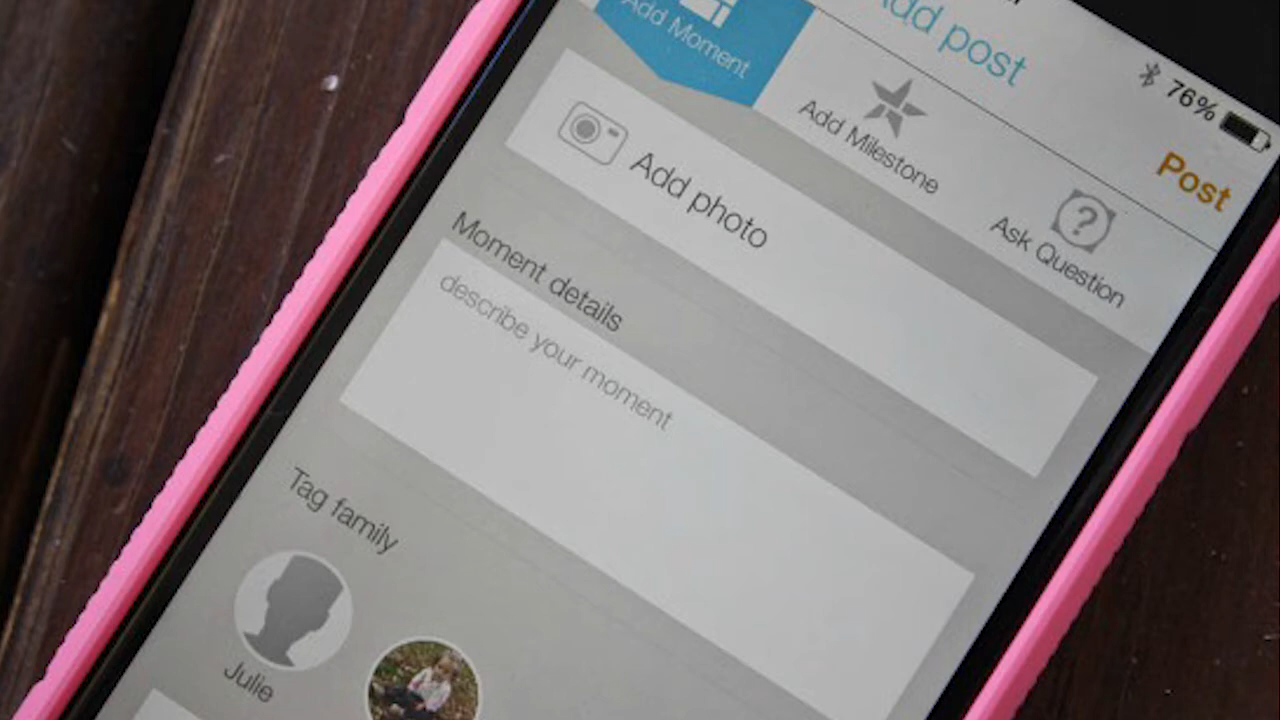 76%
Add post
Post
Add Moment
Add Milestone
Ask Question
Add photo
Moment details
describe your moment
Tag family
Julie